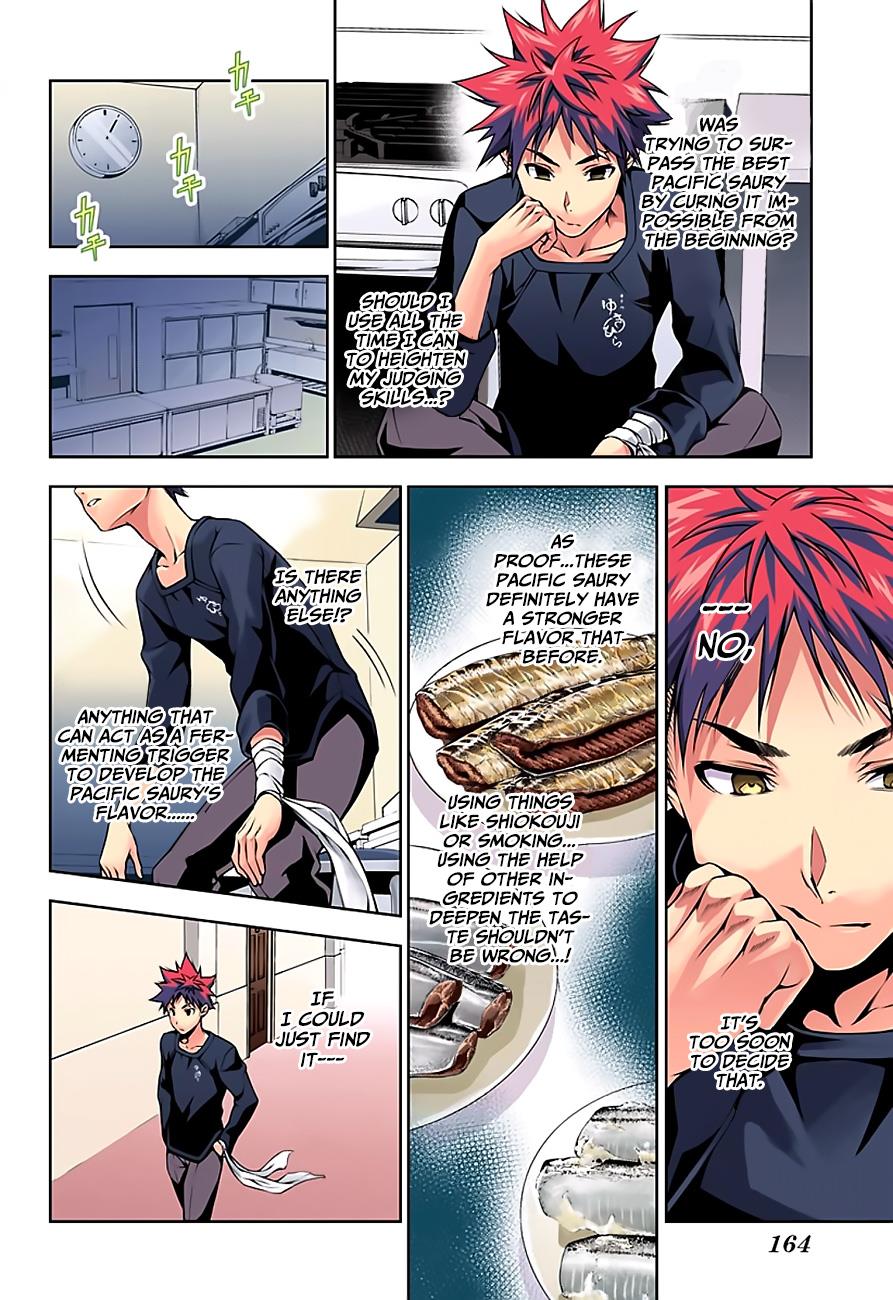 WAS
TRYING TO SUR-
PASS THE BEST
PACIFIC SAURY
BY CURING IT IM-
POSSIBLE FROM
THE BEGINNING?
SHOULD I
USE ALL THE
TIME I CAN
TO HEIGHTEN
MY JUDGING
SKILLS...?
ゆきひら
カチ
カチ
カチ
---
NO,
IT'S
TOO SOON
TO DECIDE
THAT.
AS
PROOF...THESE
PACIFIC SAURY
DEFINITELY HAVE
A STRONGER
FLAVOR THAT
BEFORE.
USING THINGS
LIKE SHIOKOUJI
OR SMOKING...
USING THE HELP
OF OTHER IN-
GREDIENTS TO
DEEPEN THE TAS-
TE SHOULDN'T
BE WRONG...!
IS THERE
ANYTHING
ELSE!?
ANYTHING THAT
CAN ACT AS A FER-
MENTING TRIGGER
TO DEVELOP THE
PACIFIC SAURY'S
FLAVOR......
IF
I COULD
JUST FIND
IT---
164